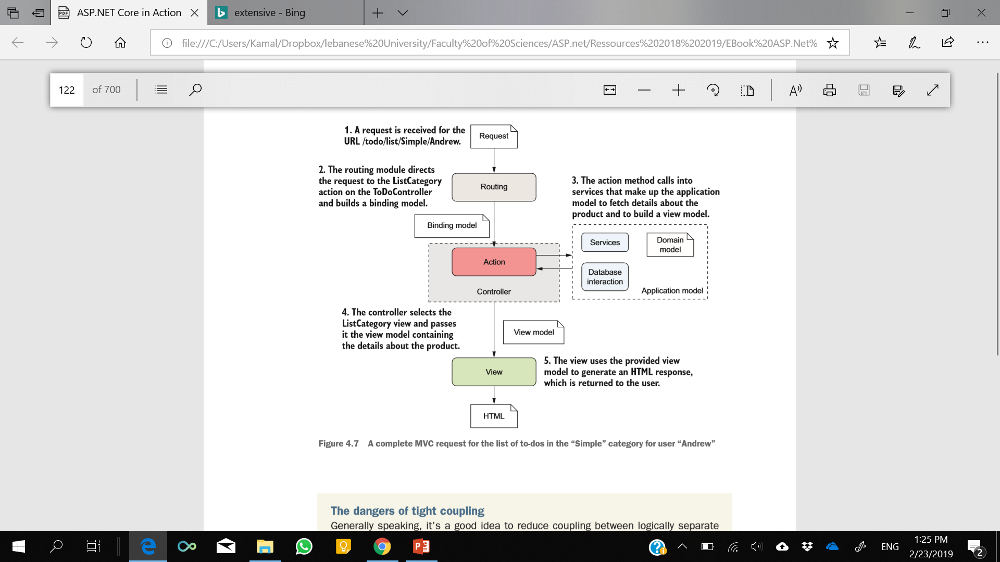 ASP.NET Core in Action
extensive - Bing
file:///C:/Users/Kamal/Dropbox/lebanese%20University/Faculty%20of%20Sciences/ASP.net/Ressources%202018%202019/EBook%20ASP.Net%.
122 of 700
1. A request is received for the
URL /todo/list/Simple/Andrew.
Request
2. The routing module directs
the request to the ListCategory
action on the ToDoController
and builds a binding model.
Routing
3. The action method calls into
services that make up the application
model to fetch details about the
product and to build a view model.
Binding model
Services
Domain
model
Action
Database
interaction
Controller
Application model
4. The controller selects the
ListCategory view and passes
it the view model containing
the details about the product.
View model
View
5. The view uses the provided view
model to generate an HTML response,
which is returned to the user.
HTML
Figure 4.7 A complete MVC request for the list of to-dos in the “Simple” category for user “Andrew”
The dangers of tight coupling
Generally speaking, it’s a good idea to reduce coupling between logically separate
ENG
1:25 PM
2/23/2019
2